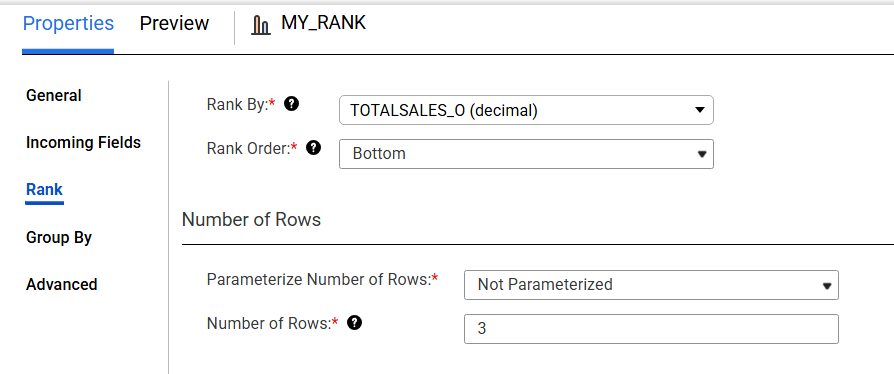 Properties Preview MY_RANK
General
Incoming Fields
Rank
Group By
Advanced
Rank By:* ? TOTALSALES_O (decimal)
Rank Order:* ? Bottom
Number of Rows
Parameterize Number of Rows:* Not Parameterized
Number of Rows:* ? 3